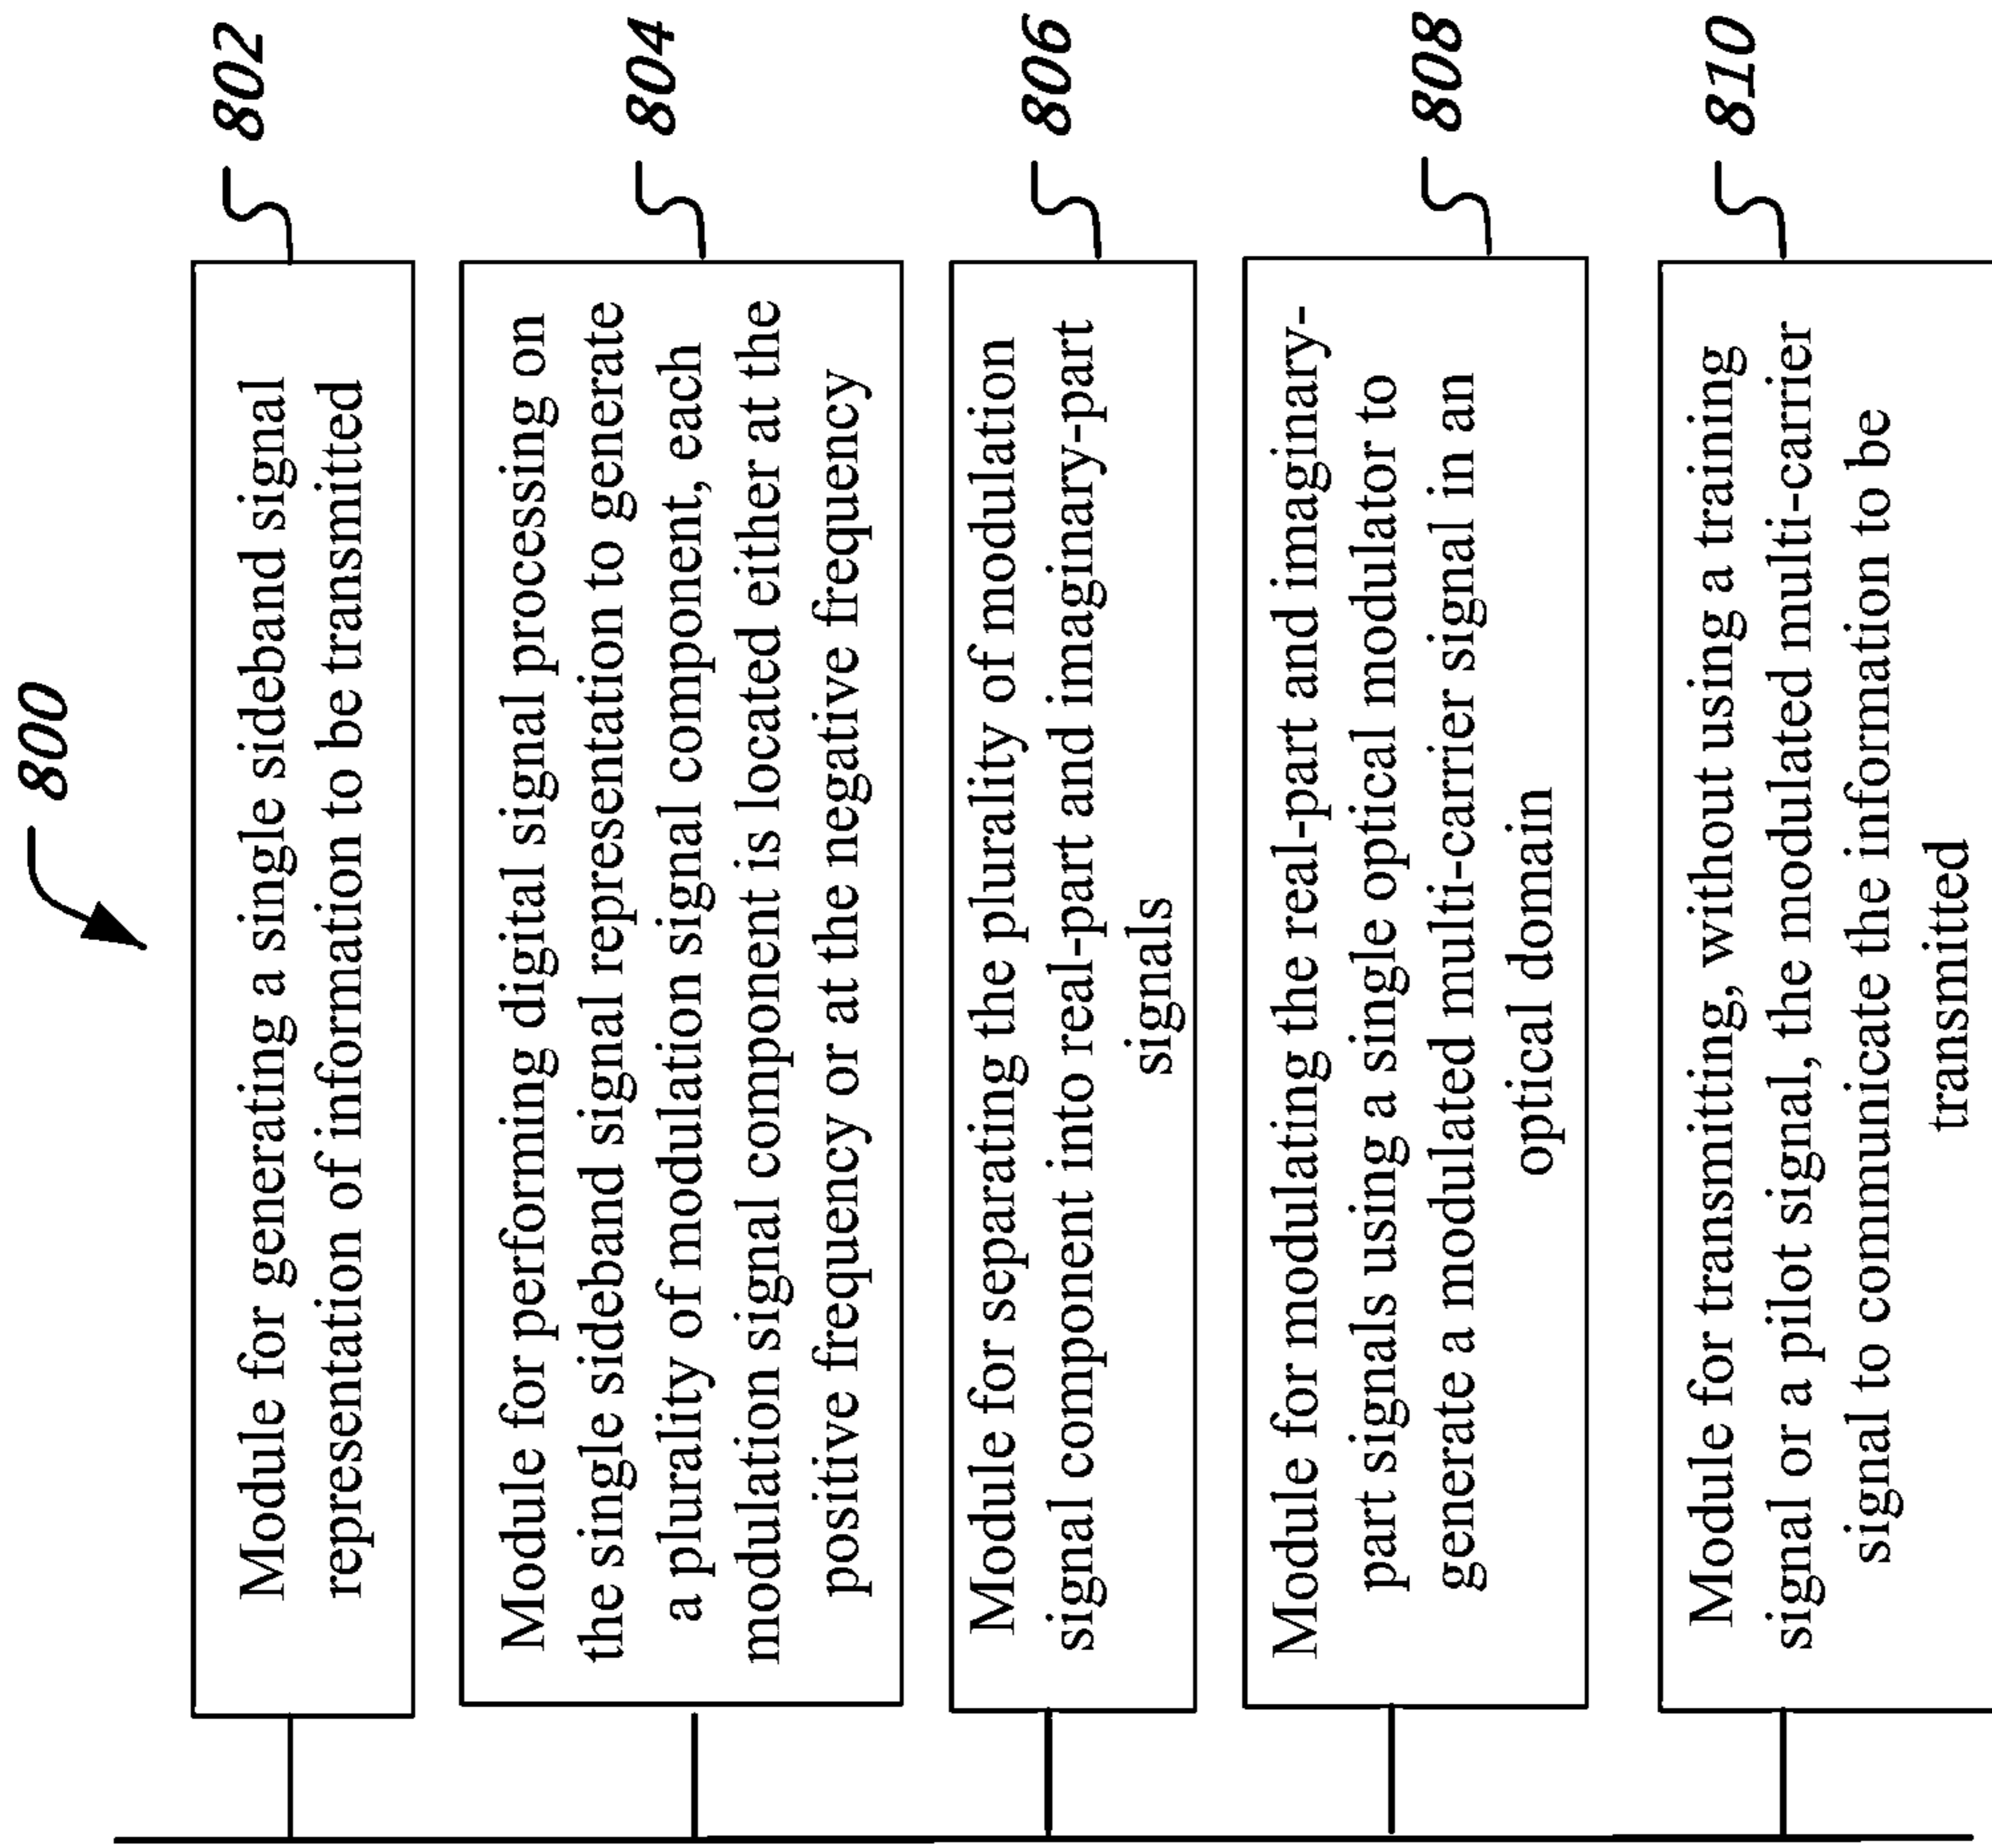 800
Module for generating a single sideband signal
representation of information to be transmitted
802
Module for performing digital signal processing on
the single sideband signal representation to generate
a plurality of modulation signal component, each
modulation signal component is located either at the
positive frequency or at the negative frequency
804
Module for separating the plurality of modulation
signal component into real-part and imaginary-part
signals
806
Module for modulating the real-part and imaginary-
part signals using a single optical modulator to
generate a modulated multi-carrier signal in an
optical domain
808
Module for transmitting, without using a training
signal or a pilot signal, the modulated multi-carrier
signal to communicate the information to be
transmitted
810